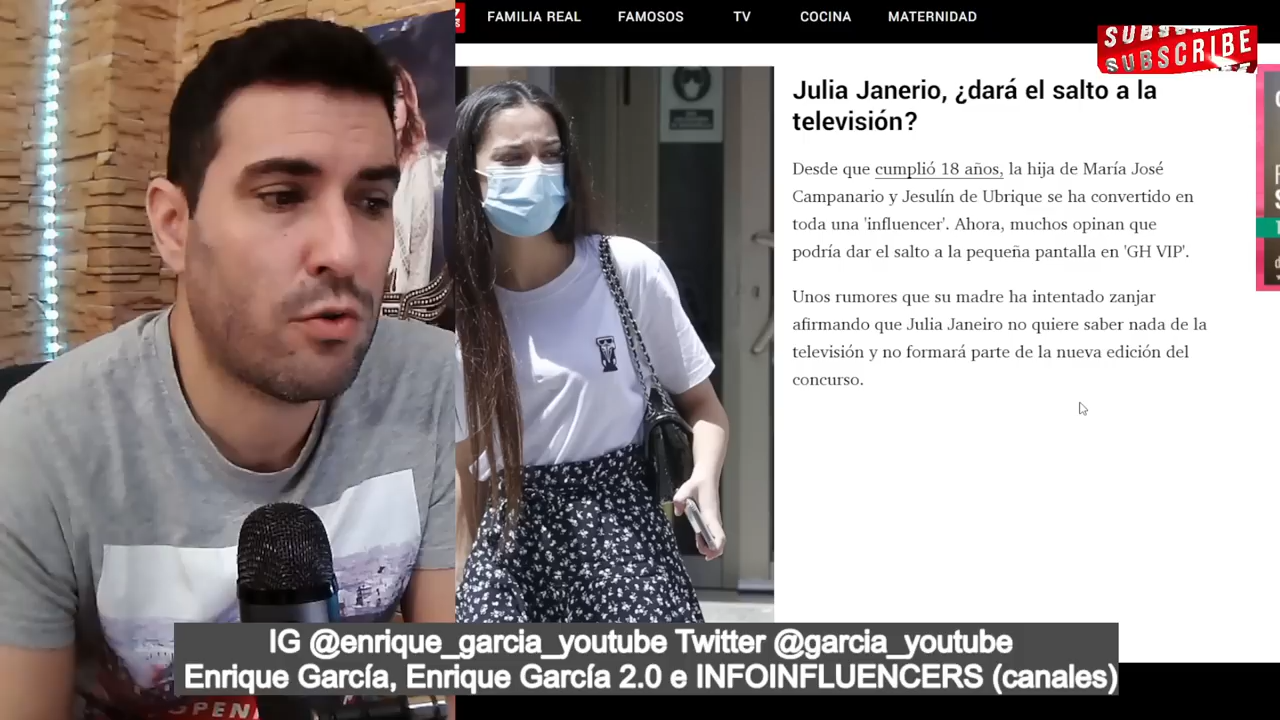 FAMILIA REAL FAMOSOS TV COCINA MATERNIDAD
SUBSCRIBE
SUBSCRIBE
Julia Janerio, ¿dará el salto a la
televisión?
Desde que cumplió 18 años, la hija de María José
Campanario y Jesulín de Ubrique se ha convertido en
toda una 'influencer'. Ahora, muchos opinan que
podría dar el salto a la pequeña pantalla en 'GH VIP'.
Unos rumores que su madre ha intentado zanjar
afirmando que Julia Janeiro no quiere saber nada de la
televisión y no formará parte de la nueva edición del
concurso.
IG @enrique_garcia_youtube Twitter @garcia_youtube
Enrique García, Enrique García 2.0 e INFOINFLUENCERS (canales)